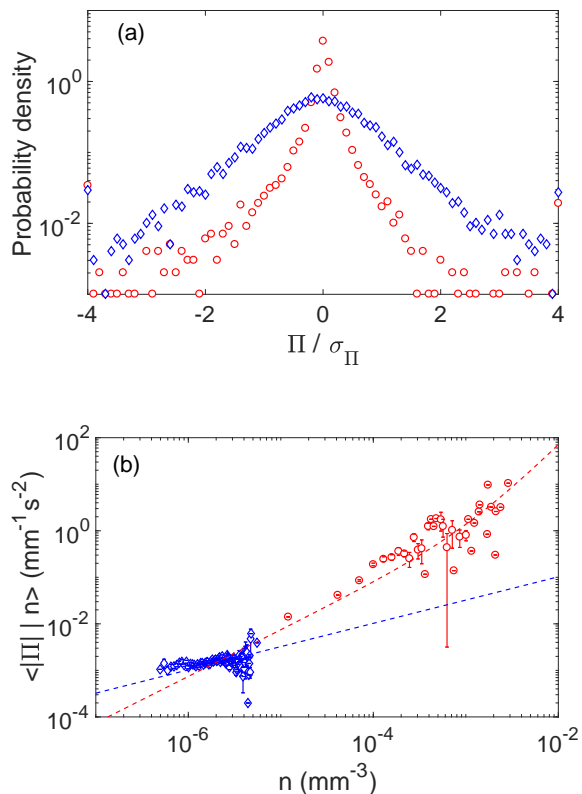 (a)
Probability density
10^0
10^-2
-4 -2 0 2 4
Π / σ_Π
(b)
<|Π| | n> (mm^-1 s^-2)
10^2
10^0
10^-2
10^-4
10^-6 10^-4 10^-2
n (mm^-3)